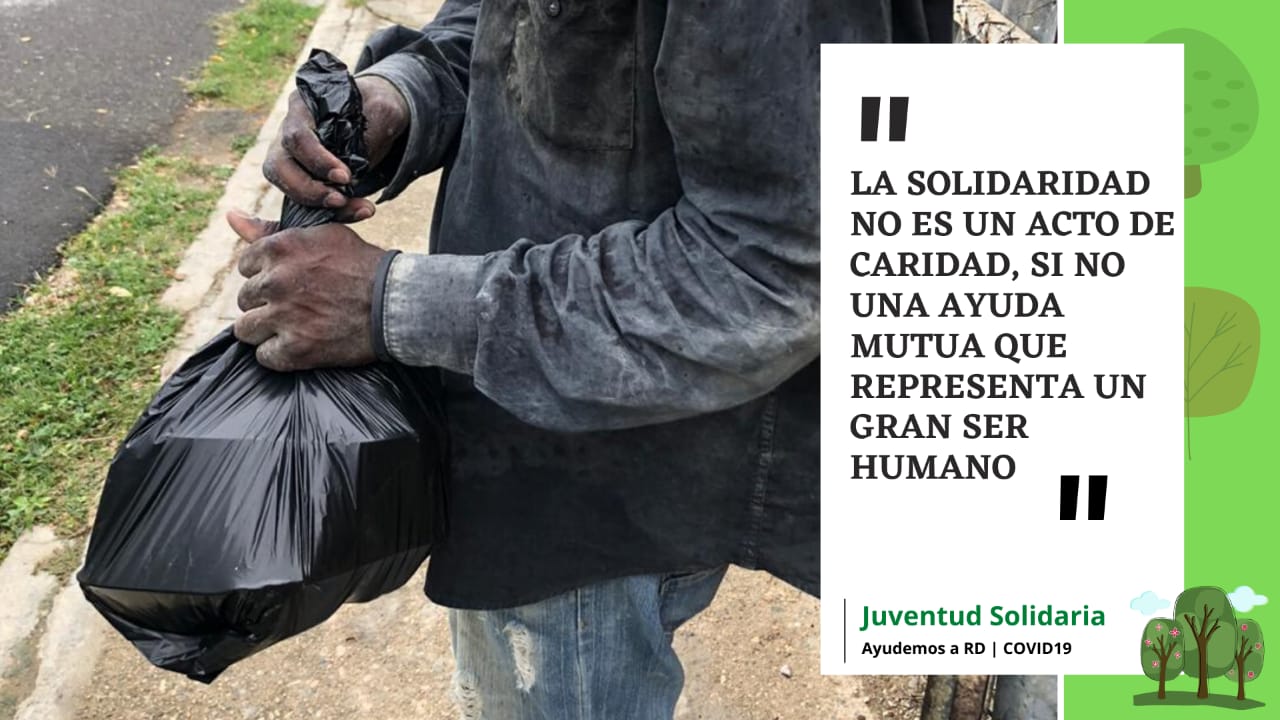 "
LA SOLIDARIDAD
NO ES UN ACTO DE
CARIDAD, SI NO
UNA AYUDA
MUTUA QUE
REPRESENTA UN
GRAN SER
HUMANO
"
Juventud Solidaria
Ayudemos a RD | COVID19